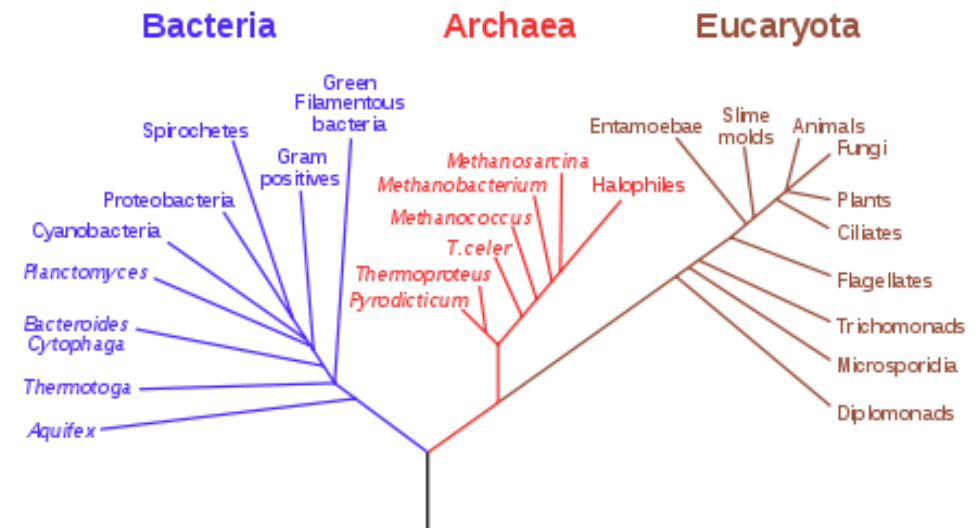 Bacteria
Archaea
Eucaryota
Green
Filamentous
bacteria
Spirochetes
Gram
positives
Proteobacteria
Cyanobacteria
Planctomyces
Bacteroides
Cytophaga
Thermotoga
Aquifex
Methanosarcina
Methanobacterium
Halophiles
Methanococcus
T.celer
Thermoproteus
Pyrodicticum
Entamoebae
Slime
molds
Animals
Fungi
Plants
Ciliates
Flagellates
Trichomonads
Microsporidia
Diplomonads